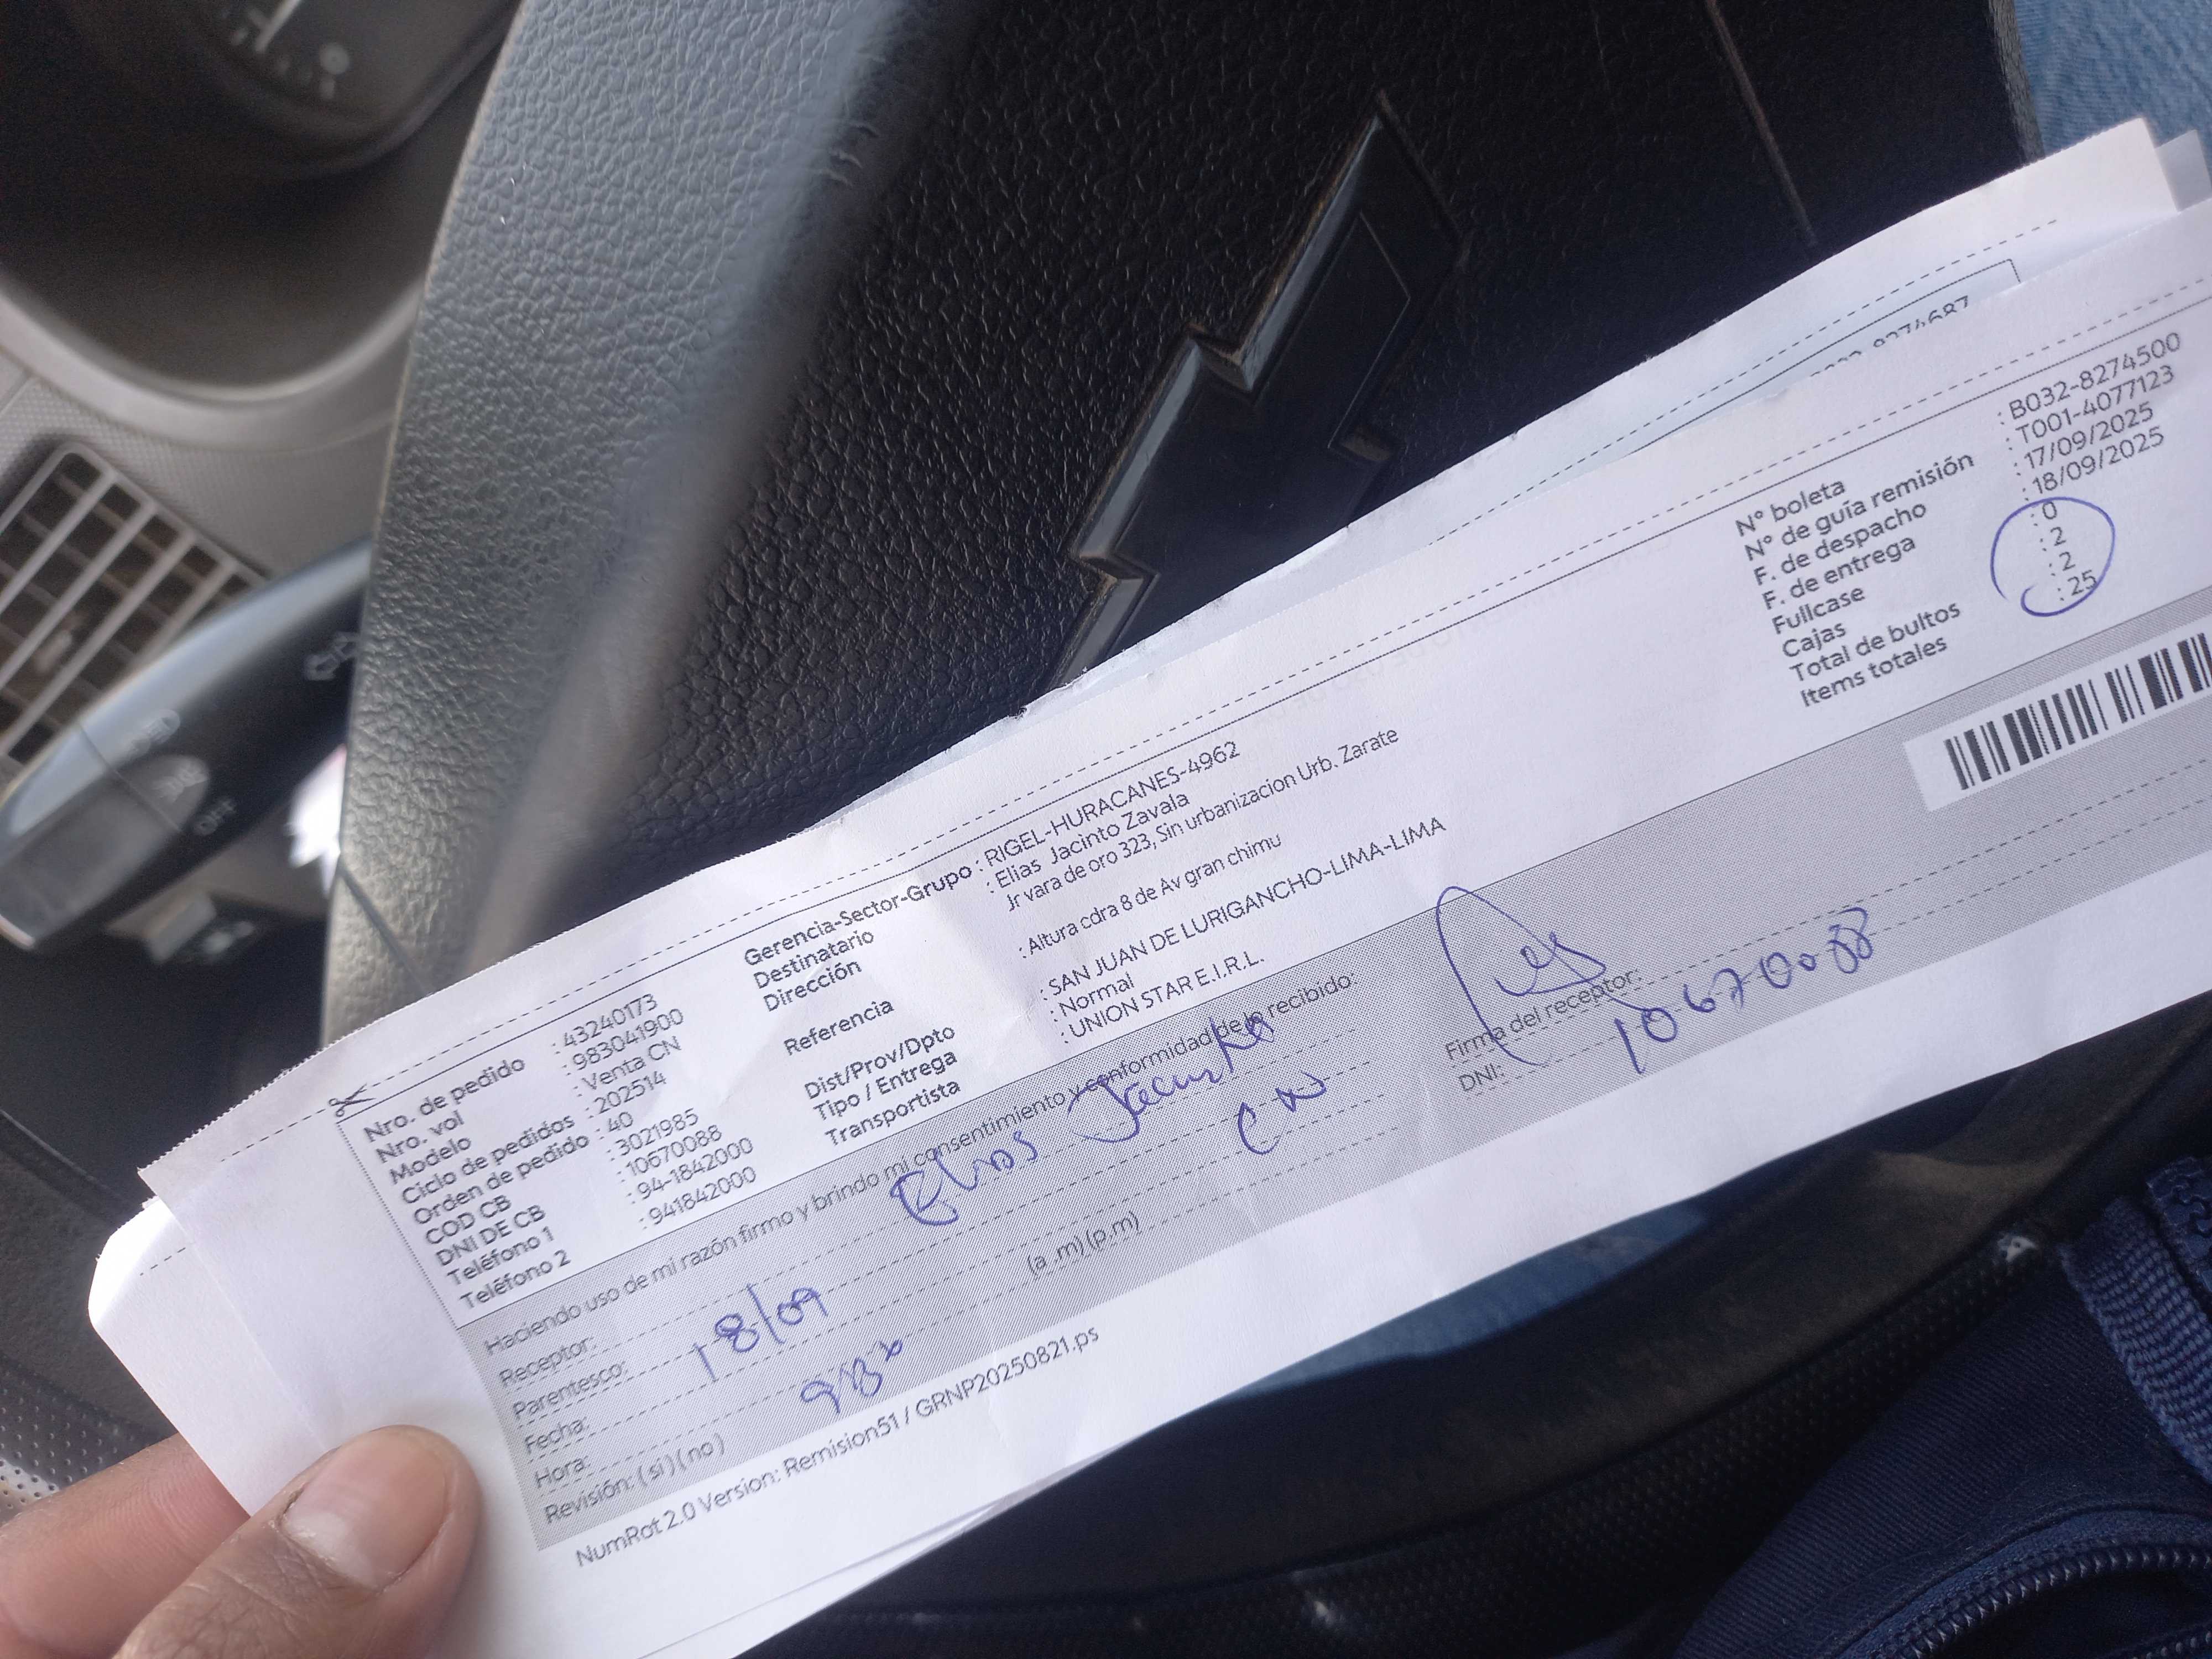 Nro. de pedido : 43240173
Nro. vol : 983041900
Modelo : Venta CN
Ciclo de pedidos : 202514
Orden de pedido : 40
COD CB : 3021985
DNI DE CB : 10670088
Teléfono 1 : 94-1842000
Teléfono 2 : 941842000
Gerencia-Sector-Grupo : RIGEL-HURACANES-4962
Destinatario : Elias Jacinto Zavala
Dirección Jr vara de oro 323, Sin urbanizacion Urb. Zarate
Referencia : Altura cdra 8 de Av gran chimu
Dist/Prov/Dpto : SAN JUAN DE LURIGANCHO-LIMA-LIMA
Tipo / Entrega : Normal
Transportista : UNION STAR E.I.R.L.
N° boleta : B032-8274500
N° de guía remisión : T001-4077123
F. de despacho : 17/09/2025
F. de entrega : 18/09/2025
Fullcase : 0
Cajas : 2
Total de bultos : 2
Items totales : 25
Haciendo uso de mi razón firmo y brindo mi consentimiento y conformidad de lo recibido:
Receptor: Elias Jacinto
Parentesco: CN
Fecha: 18/09
Hora: (a.m)(p.m)
Revisión: (si)(no)
Firma del receptor:
DNI: 10670088
NumRot 2.0 Version: Remision51 / GRNP20250821.ps
OFF